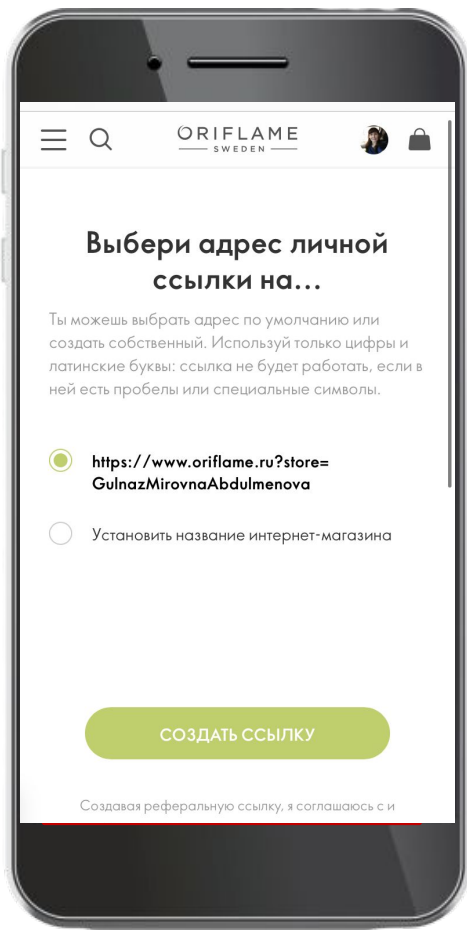 ORIFLAME
SWEDEN
Выбери адрес личной
ссылки на...
Ты можешь выбрать адрес по умолчанию или
создать собственный. Используй только цифры и
латинские буквы: ссылка не будет работать, если в
ней есть пробелы или специальные символы.
https://www.oriflame.ru?store=
GulnazMirovnaAbdulmenova
Установить название интернет-магазина
СОЗДАТЬ ССЫЛКУ
Создавая реферальную ссылку, я соглашаюсь с и